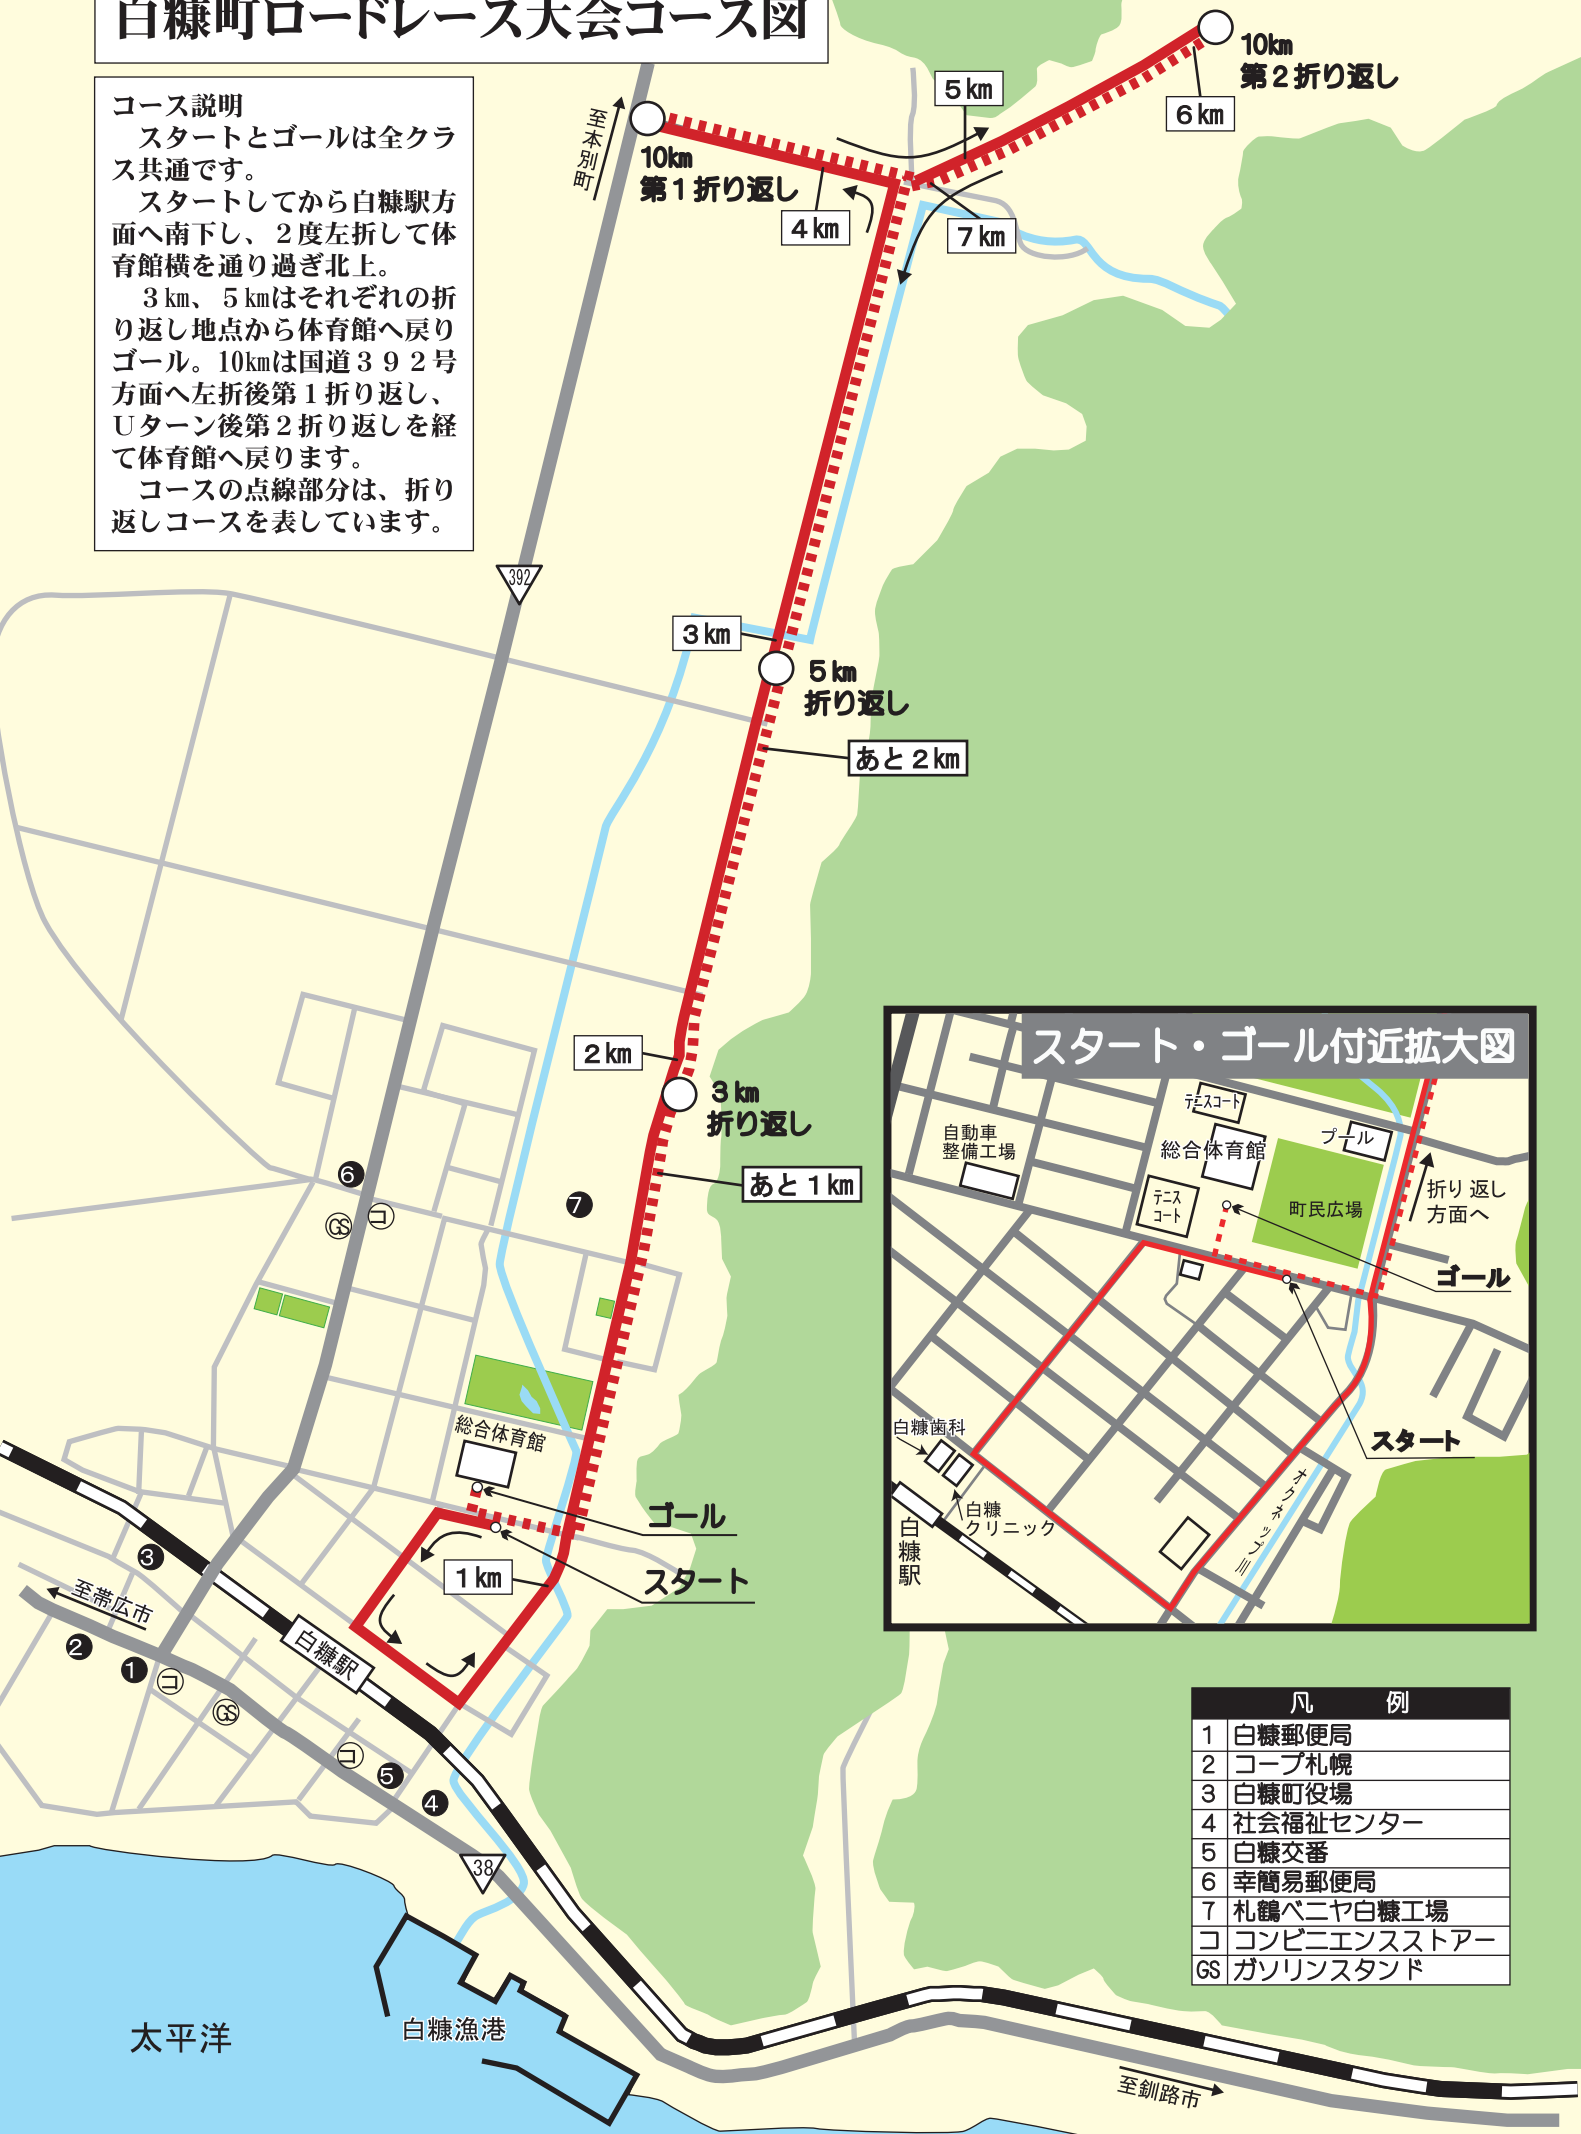 白糠町ロードレース大会コース図
コース説明
　スタートとゴールは全クラ
ス共通です。
　スタートしてから白糠駅方
面へ南下し、２度左折して体
育館横を通り過ぎ北上。
　３㎞、５㎞はそれぞれの折
り返し地点から体育館へ戻り
ゴール。10㎞は国道３９２号
方面へ左折後第１折り返し、
Ｕターン後第２折り返しを経
て体育館へ戻ります。
　コースの点線部分は、折り
返しコースを表しています。
至本別町
10km
第１折り返し
４km
５km
10km
第２折り返し
６km
７km
392
３km
５km
折り返し
あと２km
２km
３km
折り返し
あと１km
6
GS
コ
7
総合体育館
ゴール
スタート
１km
3
至帯広市
2
1
コ
GS
白糠駅
コ
5
4
38
太平洋
白糠漁港
至釧路市
スタート・ゴール付近拡大図
テニスコート
自動車
整備工場
総合体育館
プール
テニス
コート
町民広場
折り返し
方面へ
ゴール
スタート
白糠歯科
白糠
クリニック
白糠駅
オクネップ川
凡　例
1 白糠郵便局
2 コープ札幌
3 白糠町役場
4 社会福祉センター
5 白糠交番
6 幸簡易郵便局
7 札鶴ベニヤ白糠工場
コ コンビニエンスストアー
GS ガソリンスタンド